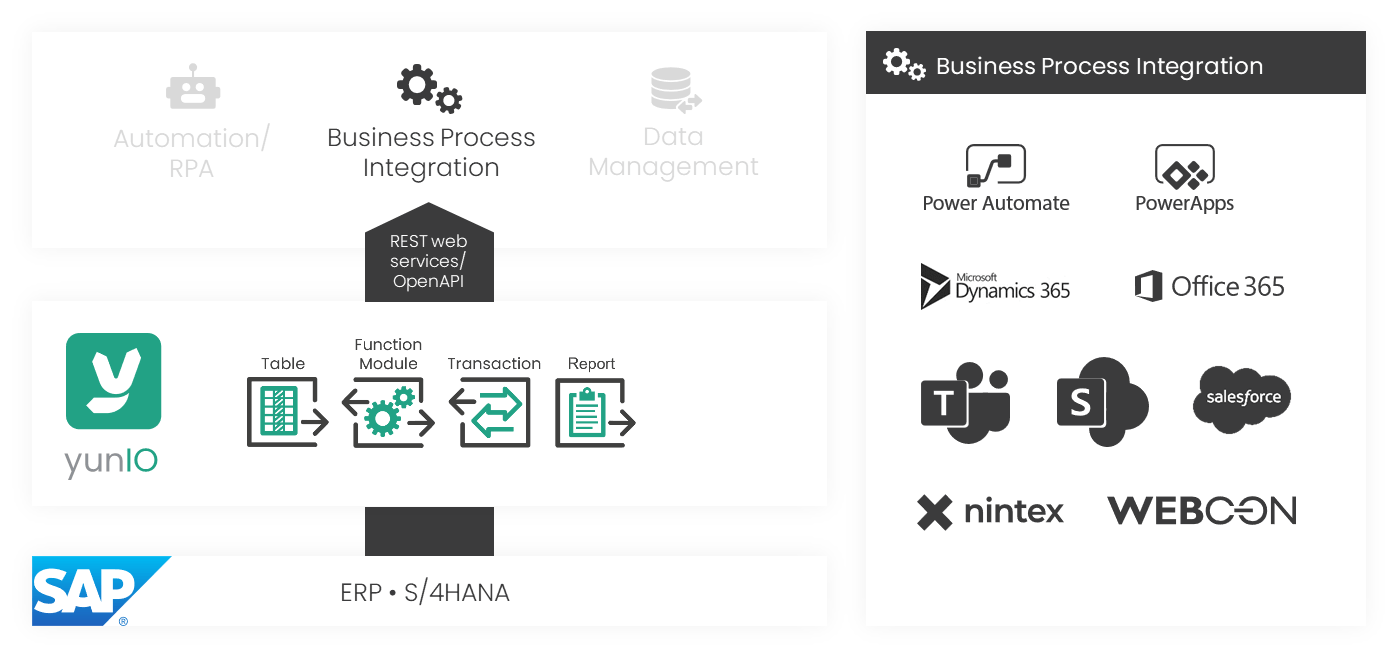 Automation/
RPA
Business Process
Integration
Data
Management
REST web
services/
OpenAPI
yunIO
Table
Function
Module
Transaction
Report
SAP
®
ERP • S/4HANA
Business Process Integration
Power Automate
PowerApps
Microsoft
Dynamics 365
Office 365
T
S
salesforce
nintex
WEBCON